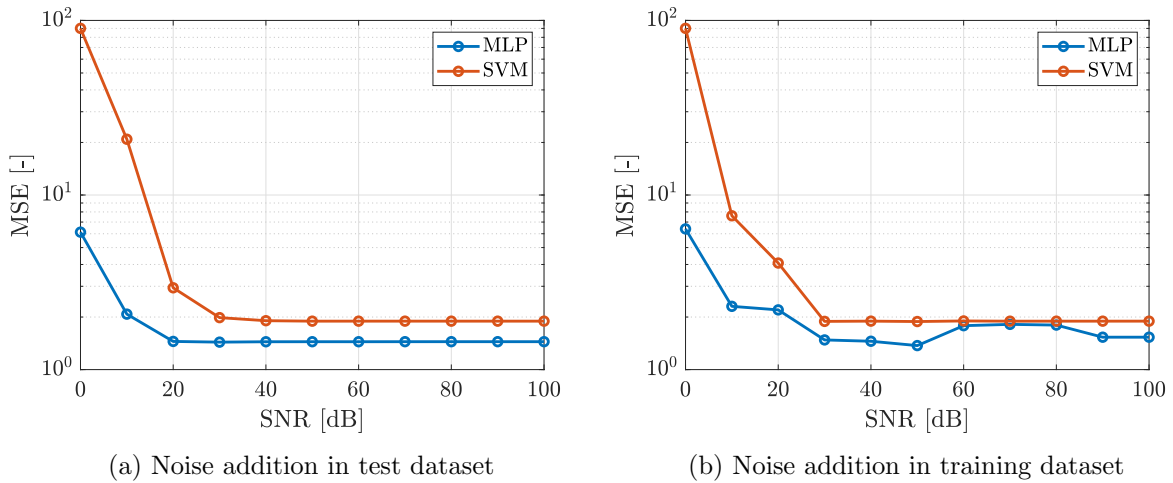 10^2
10^1
10^0
MSE [-]
0 20 40 60 80 100
SNR [dB]
MLP
SVM
(a) Noise addition in test dataset
10^2
10^1
10^0
MSE [-]
0 20 40 60 80 100
SNR [dB]
MLP
SVM
(b) Noise addition in training dataset